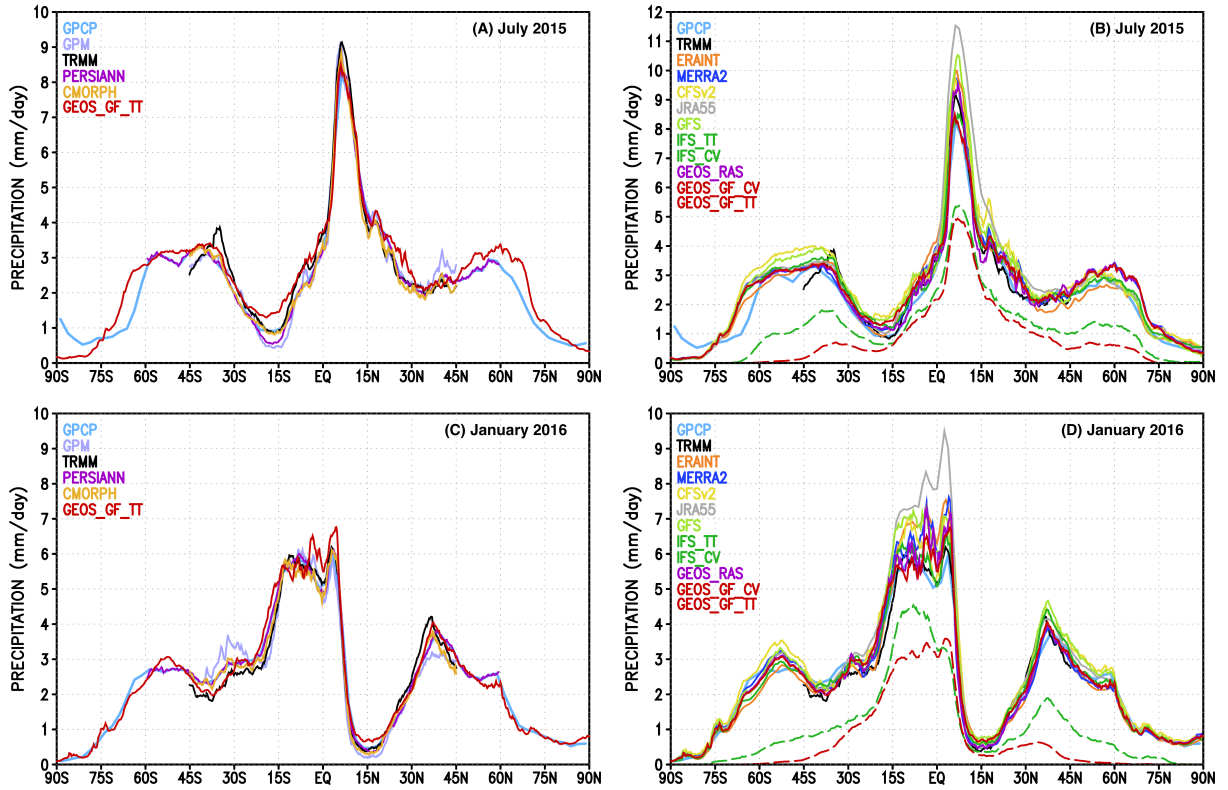 (A) July 2015
PRECIPITATION (mm/day)
10
9
8
7
6
5
4
3
2
1
0
GPCP
GPM
TRMM
PERSIANN
CMORPH
GEOS_GF_TT
90S 75S 60S 45S 30S 15S EQ 15N 30N 45N 60N 75N 90N
(B) July 2015
PRECIPITATION (mm/day)
12
11
10
9
8
7
6
5
4
3
2
1
0
GPCP
TRMM
ERAINT
MERRA2
CFSv2
JRA55
GFS
IFS_TT
IFS_CV
GEOS_RAS
GEOS_GF_CV
GEOS_GF_TT
90S 75S 60S 45S 30S 15S EQ 15N 30N 45N 60N 75N 90N
(C) January 2016
PRECIPITATION (mm/day)
10
9
8
7
6
5
4
3
2
1
0
GPCP
GPM
TRMM
PERSIANN
CMORPH
GEOS_GF_TT
90S 75S 60S 45S 30S 15S EQ 15N 30N 45N 60N 75N 90N
(D) January 2016
PRECIPITATION (mm/day)
10
9
8
7
6
5
4
3
2
1
0
GPCP
TRMM
ERAINT
MERRA2
CFSv2
JRA55
GFS
IFS_TT
IFS_CV
GEOS_RAS
GEOS_GF_CV
GEOS_GF_TT
90S 75S 60S 45S 30S 15S EQ 15N 30N 45N 60N 75N 90N